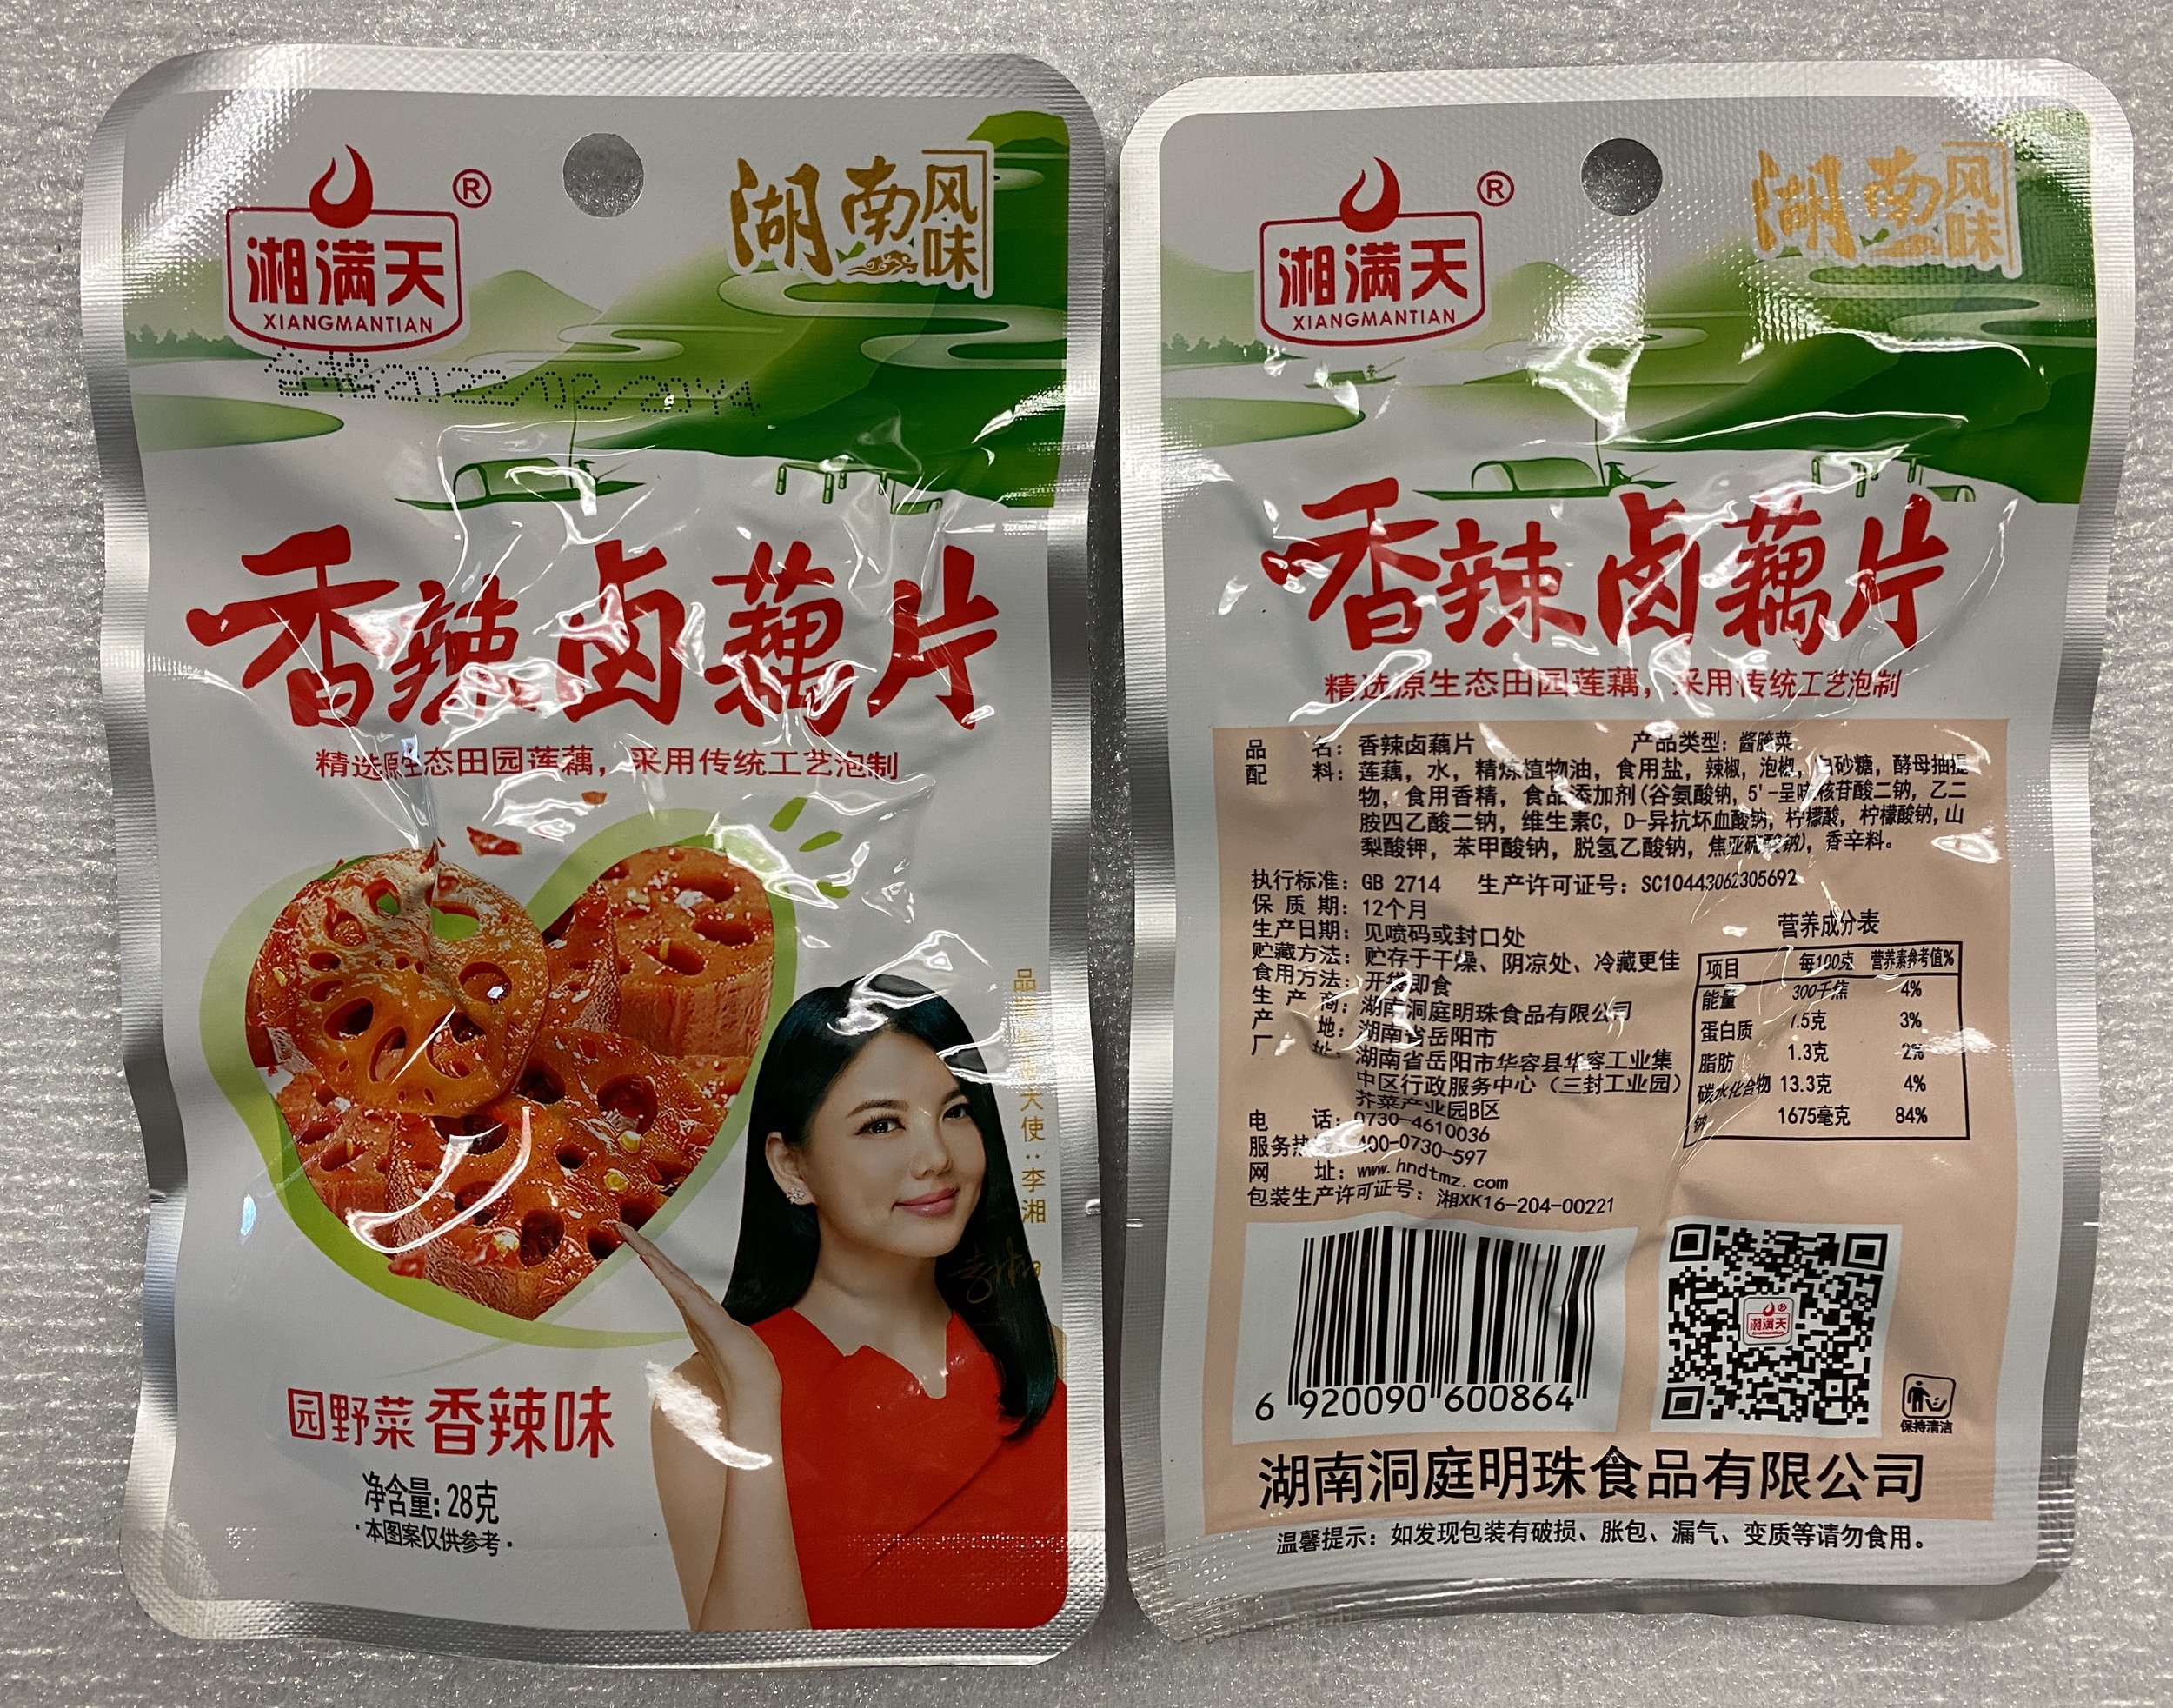 湘满天®
XIANGMANTIAN
湖南风味
合格2022/02/20144
香辣卤藕片
精选原生态田园莲藕，采用传统工艺泡制
大使：李湘
园野菜 香辣味
净含量：28克
·本图案仅供参考·
湘满天®
XIANGMANTIAN
湖南风味
香辣卤藕片
精选原生态田园莲藕，采用传统工艺泡制
品 名：香辣卤藕片 产品类型：酱腌菜
配 料：莲藕，水，精炼植物油，食用盐，辣椒，泡椒，白砂糖，酵母抽提
物，食用香精，食品添加剂(谷氨酸钠，5'-呈味核苷酸二钠，乙二
胺四乙酸二钠，维生素C，D-异抗坏血酸钠，柠檬酸，柠檬酸钠，山
梨酸钾，苯甲酸钠，脱氢乙酸钠，焦亚硫酸钠)，香辛料。
执行标准：GB 2714 生产许可证号：SC10443062305692
保 质 期：12个月
生产日期：见喷码或封口处
贮藏方法：贮存于干燥、阴凉处、冷藏更佳
食用方法：开袋即食
生 产 商：湖南洞庭明珠食品有限公司
产 地：湖南省岳阳市
厂 址：湖南省岳阳市华容县华容工业集
中区行政服务中心（三封工业园）
芥菜产业园B区
电 话：0730-4610036
服务热线：400-0730-597
网 址：www.hndtmz.com
包装生产许可证号：湘XK16-204-00221
营养成分表
项目 每100克 营养素参考值%
能量 300千焦 4%
蛋白质 1.5克 3%
脂肪 1.3克 2%
碳水化合物 13.3克 4%
钠 1675毫克 84%
6 920090 600864
湘满天®
保持清洁
湖南洞庭明珠食品有限公司
温馨提示：如发现包装有破损、胀包、漏气、变质等请勿食用。